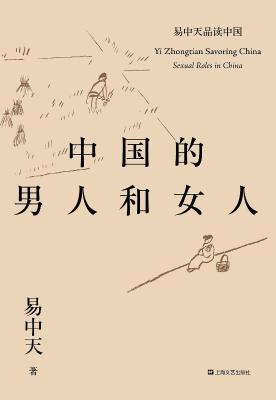 易中天品读中国
Yi Zhongtian Savoring China
Sexual Roles in China
中国的
男人和女人
易中天
著
上海文艺出版社